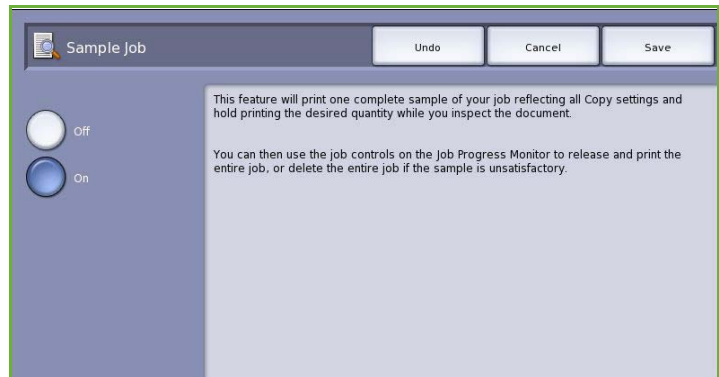 Sample Job
Undo
Cancel
Save
Off
On
This feature will print one complete sample of your job reflecting all Copy settings and
hold printing the desired quantity while you inspect the document.
You can then use the job controls on the Job Progress Monitor to release and print the
entire job, or delete the entire job if the sample is unsatisfactory.